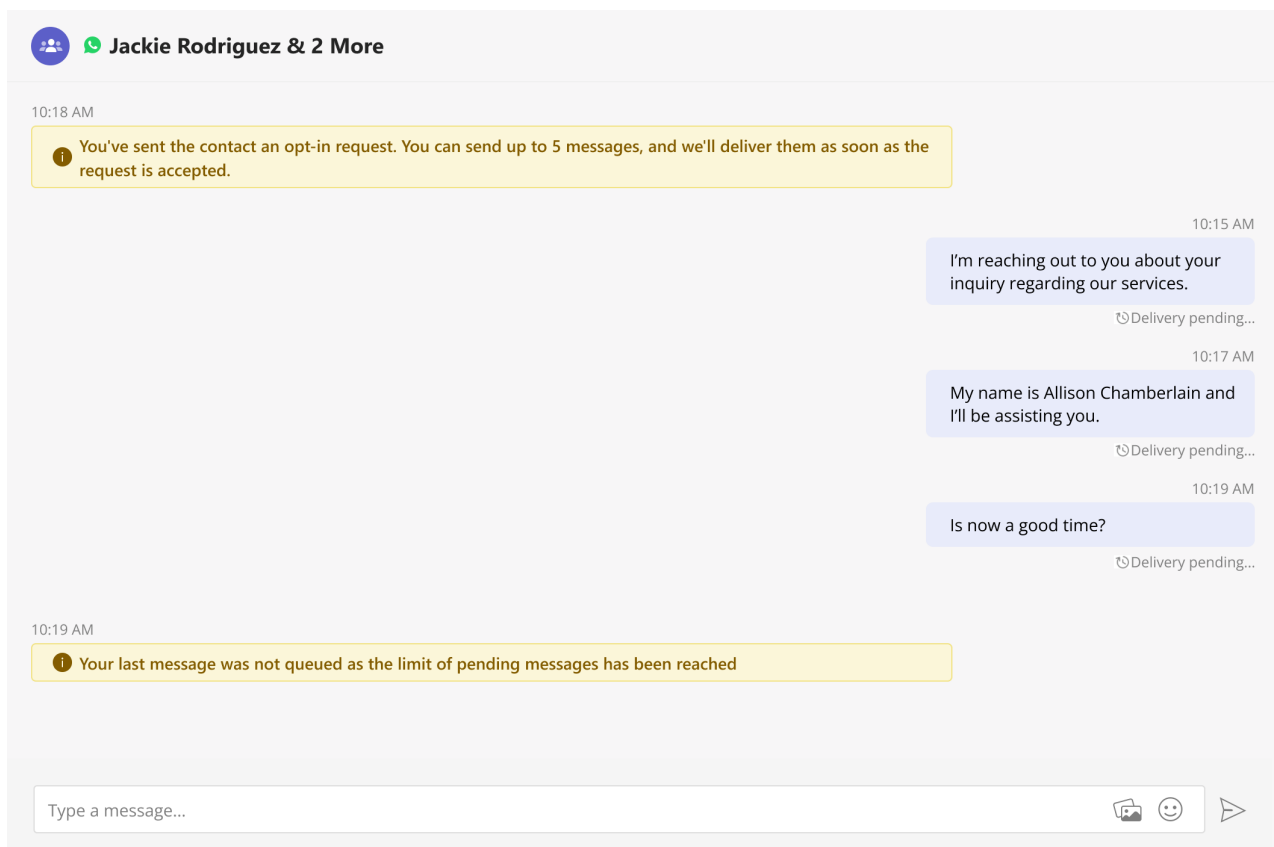 Jackie Rodriguez & 2 More
10:18 AM
You've sent the contact an opt-in request. You can send up to 5 messages, and we'll deliver them as soon as the
request is accepted.
10:15 AM
I’m reaching out to you about your
inquiry regarding our services.
Delivery pending...
10:17 AM
My name is Allison Chamberlain and
I’ll be assisting you.
Delivery pending...
10:19 AM
Is now a good time?
Delivery pending...
10:19 AM
Your last message was not queued as the limit of pending messages has been reached
Type a message...